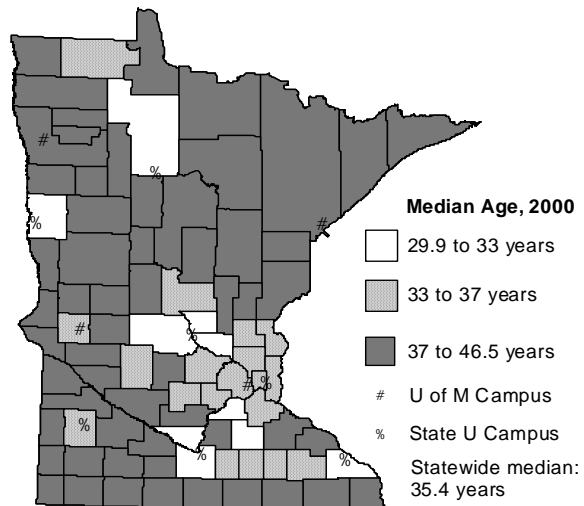 Median Age, 2000
29.9 to 33 years
33 to 37 years
37 to 46.5 years
# U of M Campus
% State U Campus
Statewide median:
35.4 years